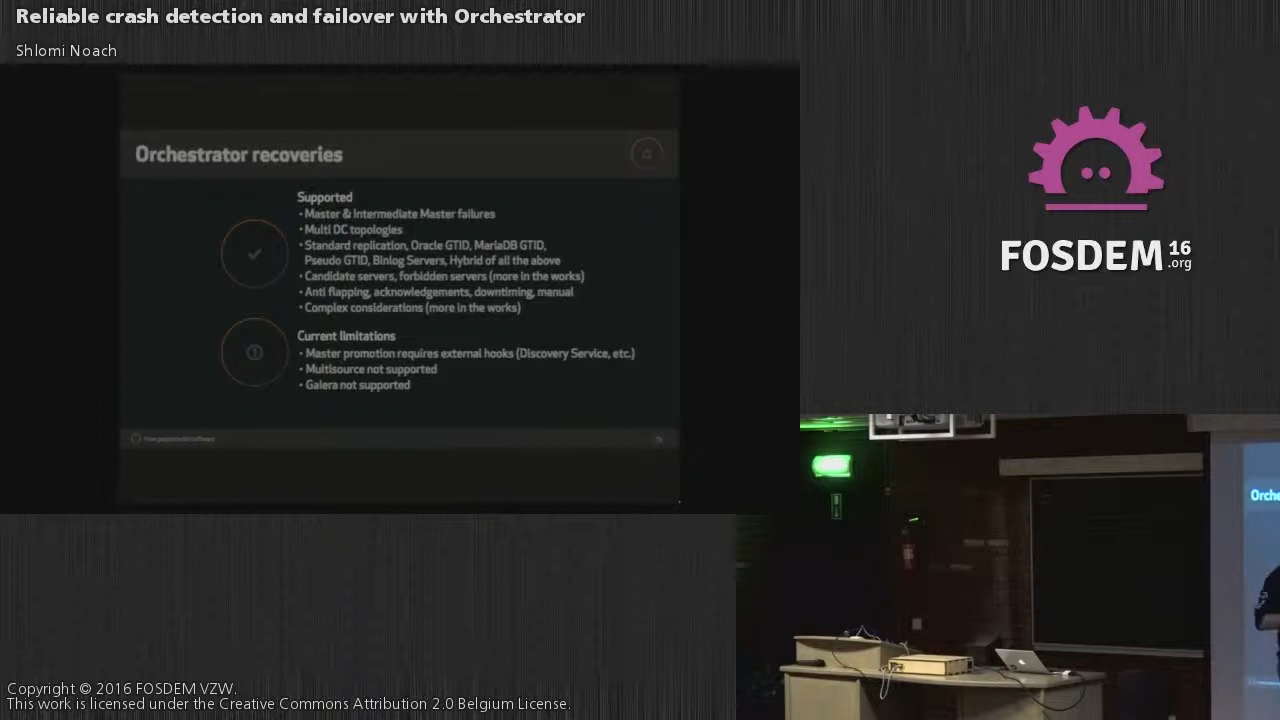 Reliable crash detection and failover with Orchestrator
Shlomi Noach
Orchestrator recoveries
Supported
• Master & Intermediate Master failures
• Multi DC topologies
• Standard replication, Oracle GTID, MariaDB GTID,
Pseudo GTID, Binlog Servers, Hybrid of all the above
• Candidate servers, forbidden servers (more in the works)
• Anti flapping, acknowledgements, downtiming, manual
• Complex considerations (more in the works)
Current limitations
• Master promotion requires external hooks (Discovery Service, etc.)
• Multisource not supported
• Galera not supported
FOSDEM 16
.org
Orche
Copyright © 2016 FOSDEM VZW.
This work is licensed under the Creative Commons Attribution 2.0 Belgium License.